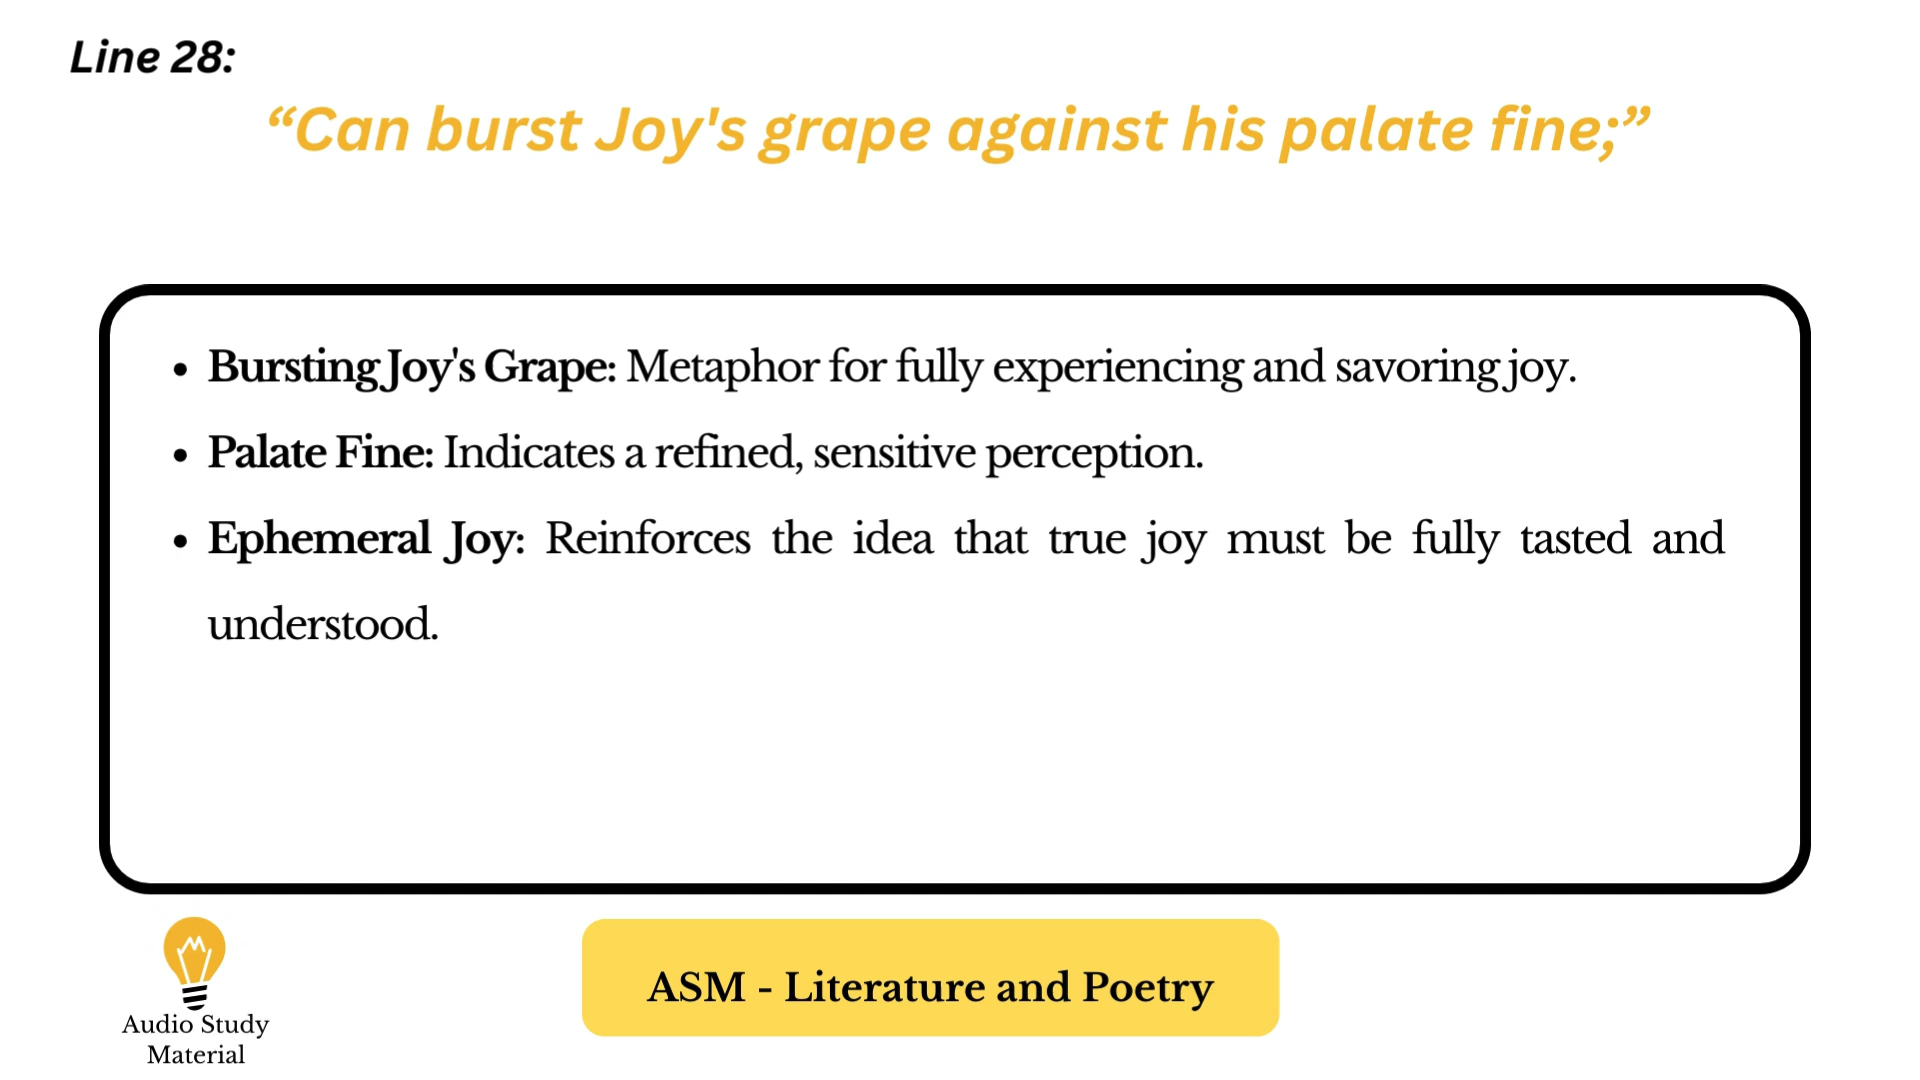 Line 28:
“Can burst Joy's grape against his palate fine;”
• Bursting Joy's Grape: Metaphor for fully experiencing and savoring joy.
• Palate Fine: Indicates a refined, sensitive perception.
• Ephemeral Joy: Reinforces the idea that true joy must be fully tasted and
understood.
Audio Study
Material
ASM - Literature and Poetry